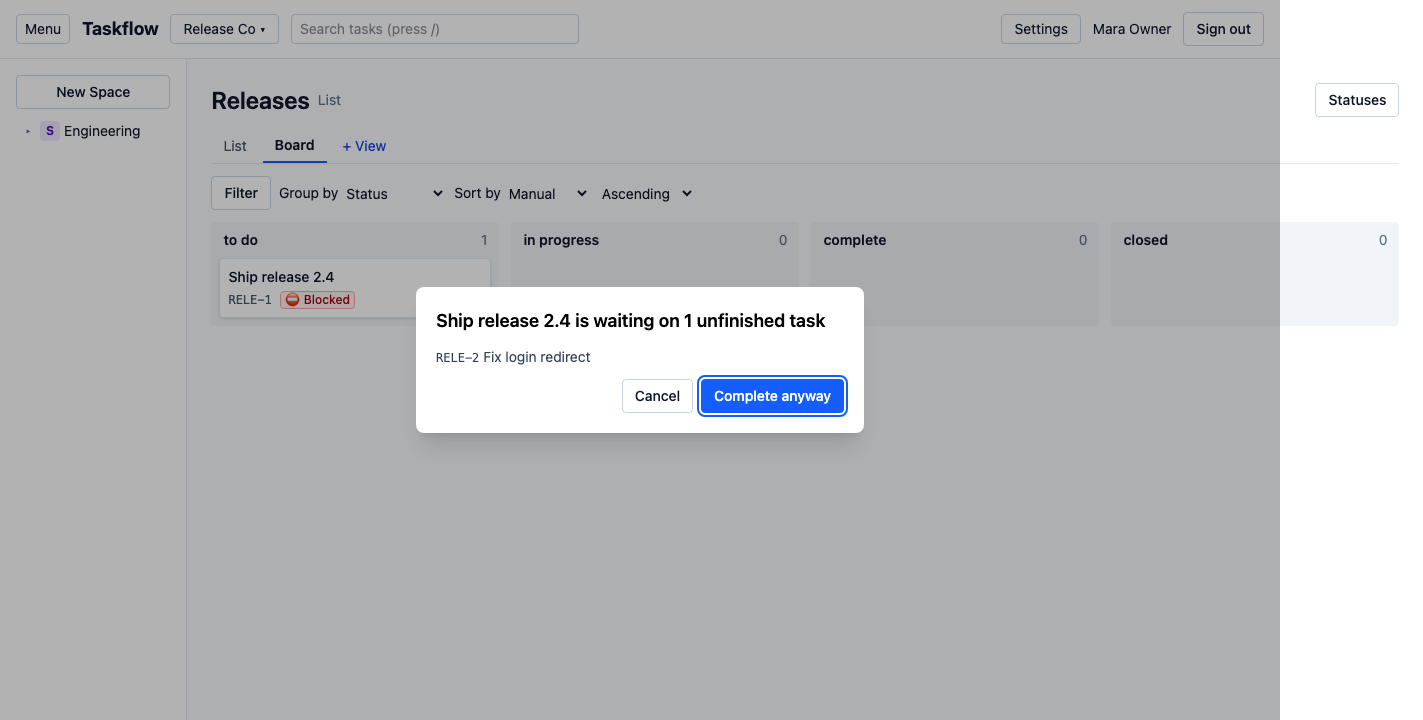 Menu Taskflow Release Co ▾ Search tasks (press /) Settings Mara Owner Sign out
New Space
▸ S Engineering
Releases List Statuses
List Board + View
Filter Group by Status Sort by Manual Ascending
to do 1 in progress 0 complete 0 closed 0
Ship release 2.4
RELE-1 ⛔ Blocked
Ship release 2.4 is waiting on 1 unfinished task
RELE-2 Fix login redirect
Cancel Complete anyway